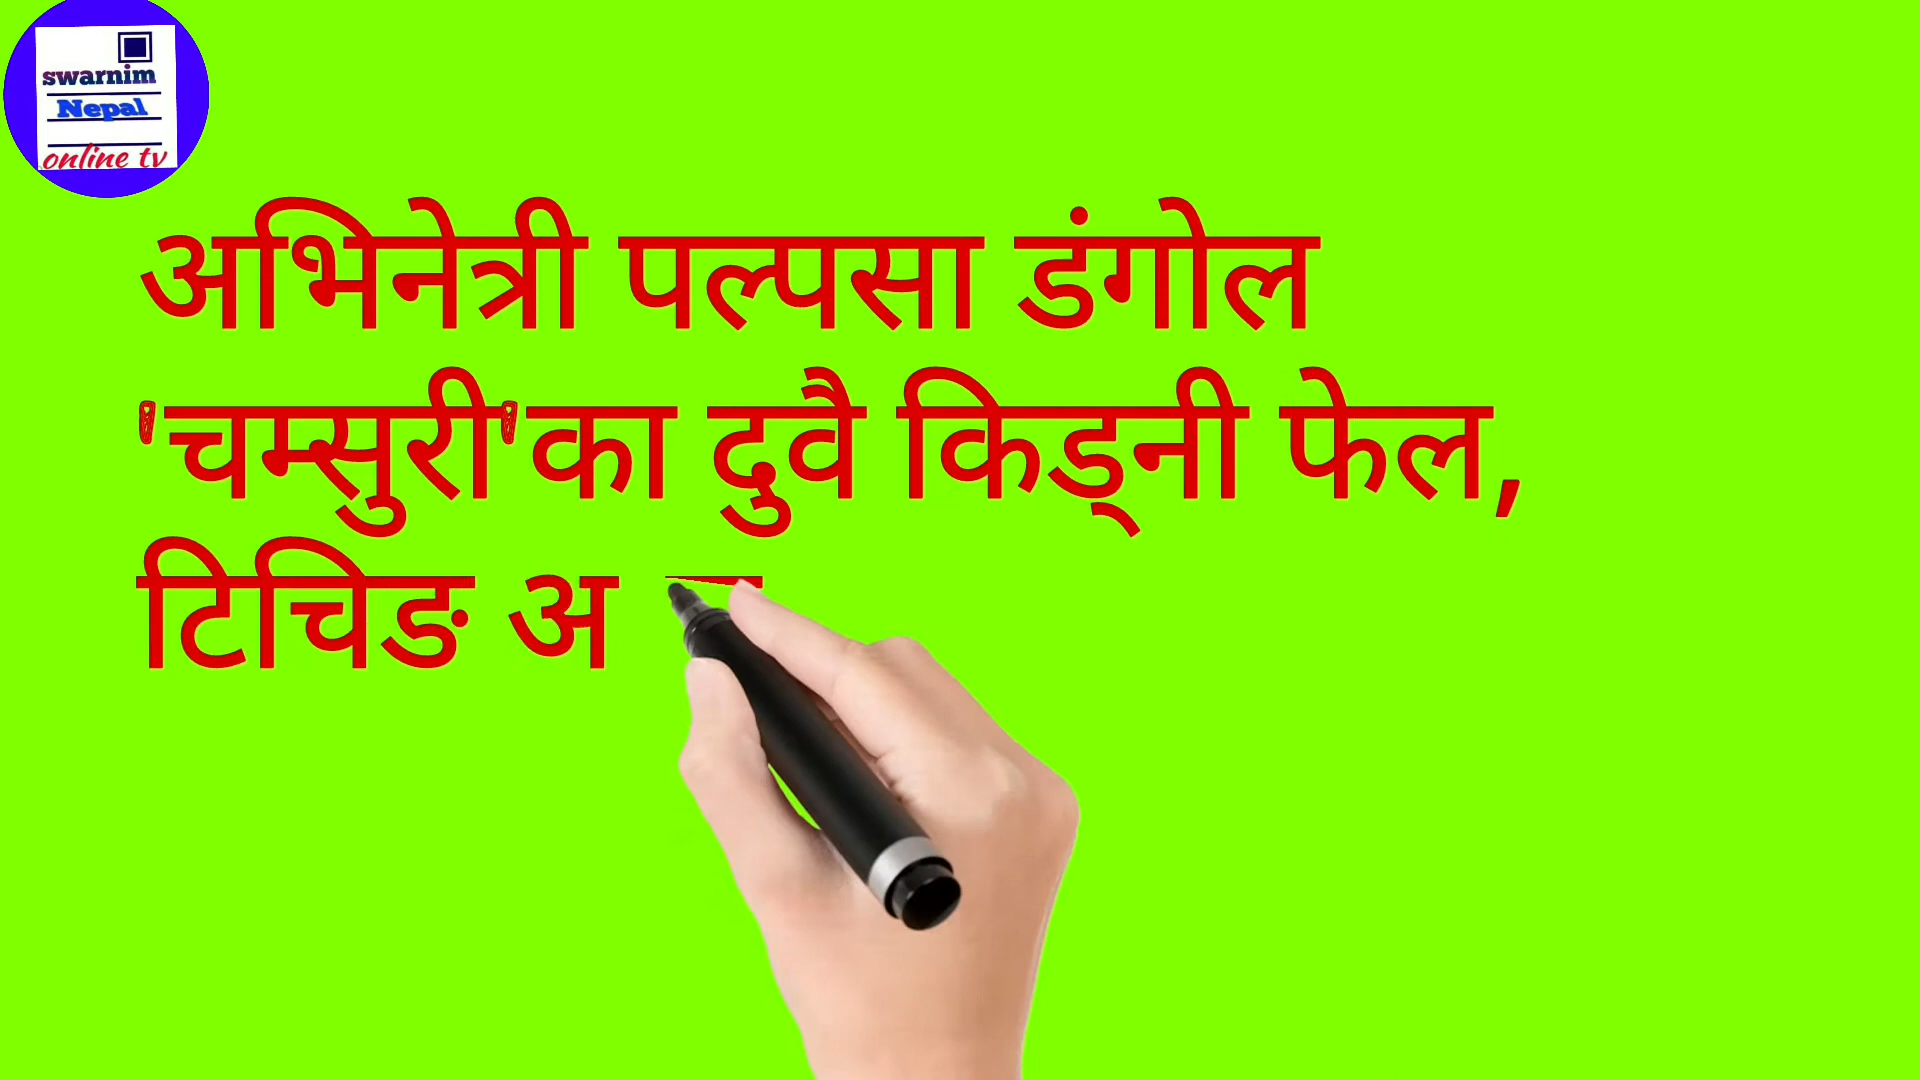 swarnim
Nepal
online tv
अभिनेत्री पल्पसा डंगोल
'चम्सुरी'का दुवै किड्नी फेल,
टिचिङ अ